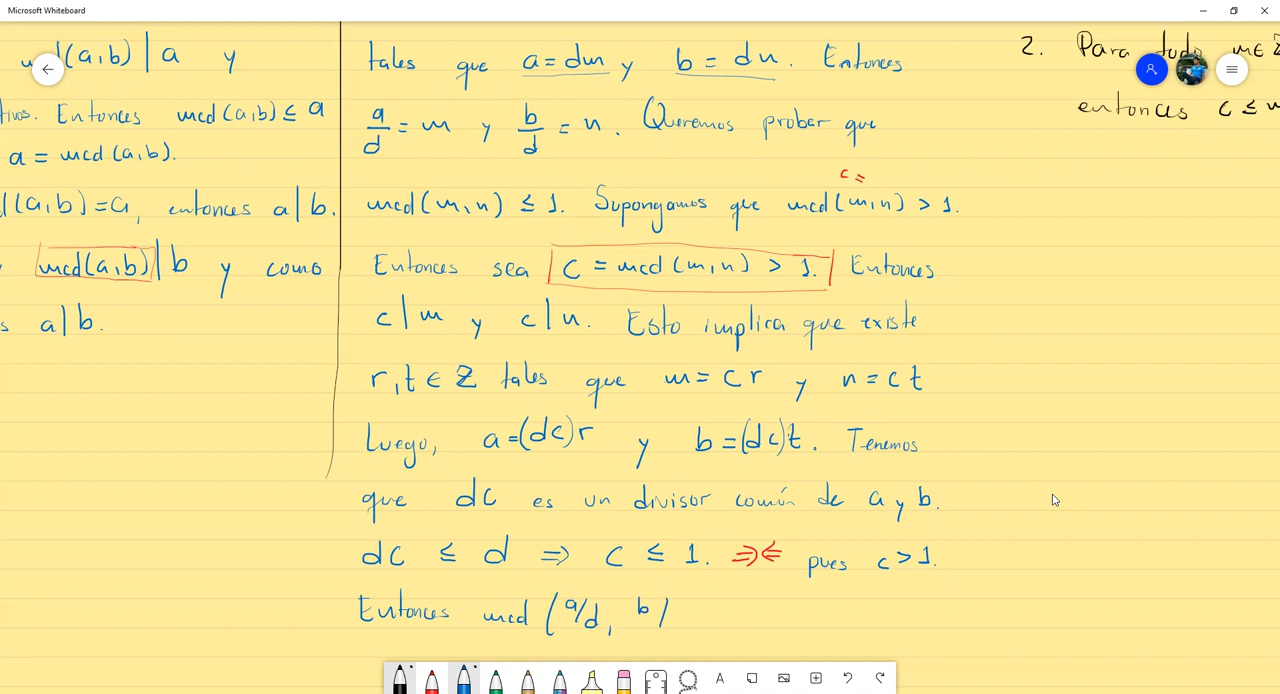 Microsoft Whiteboard
(a,b) | a y
tivos. Entonces mcd(a,b) ≤ a
a = mcd(a,b).
(a,b)=a, entonces a|b.
mcd(a,b)|b y como
s a|b.
tales que a=dm y b=dn. Entonces
a/d = m y b/d = n. Queremos probar que
c =
mcd(m,n) ≤ 1. Supongamos que mcd(m,n) > 1.
Entonces sea c = mcd(m,n) > 1. Entonces
c|m y c|n. Esto implica que existe
r,t ∈ Z tales que m = cr y n = ct
Luego, a=(dc)r y b=(dc)t. Tenemos
que dc es un divisor común de a y b.
dc ≤ d ⇒ c ≤ 1. ⇒⇐ pues c>1.
Entonces mcd (a/d, b/
2. Para todo m∈Z
entonces c ≤
A